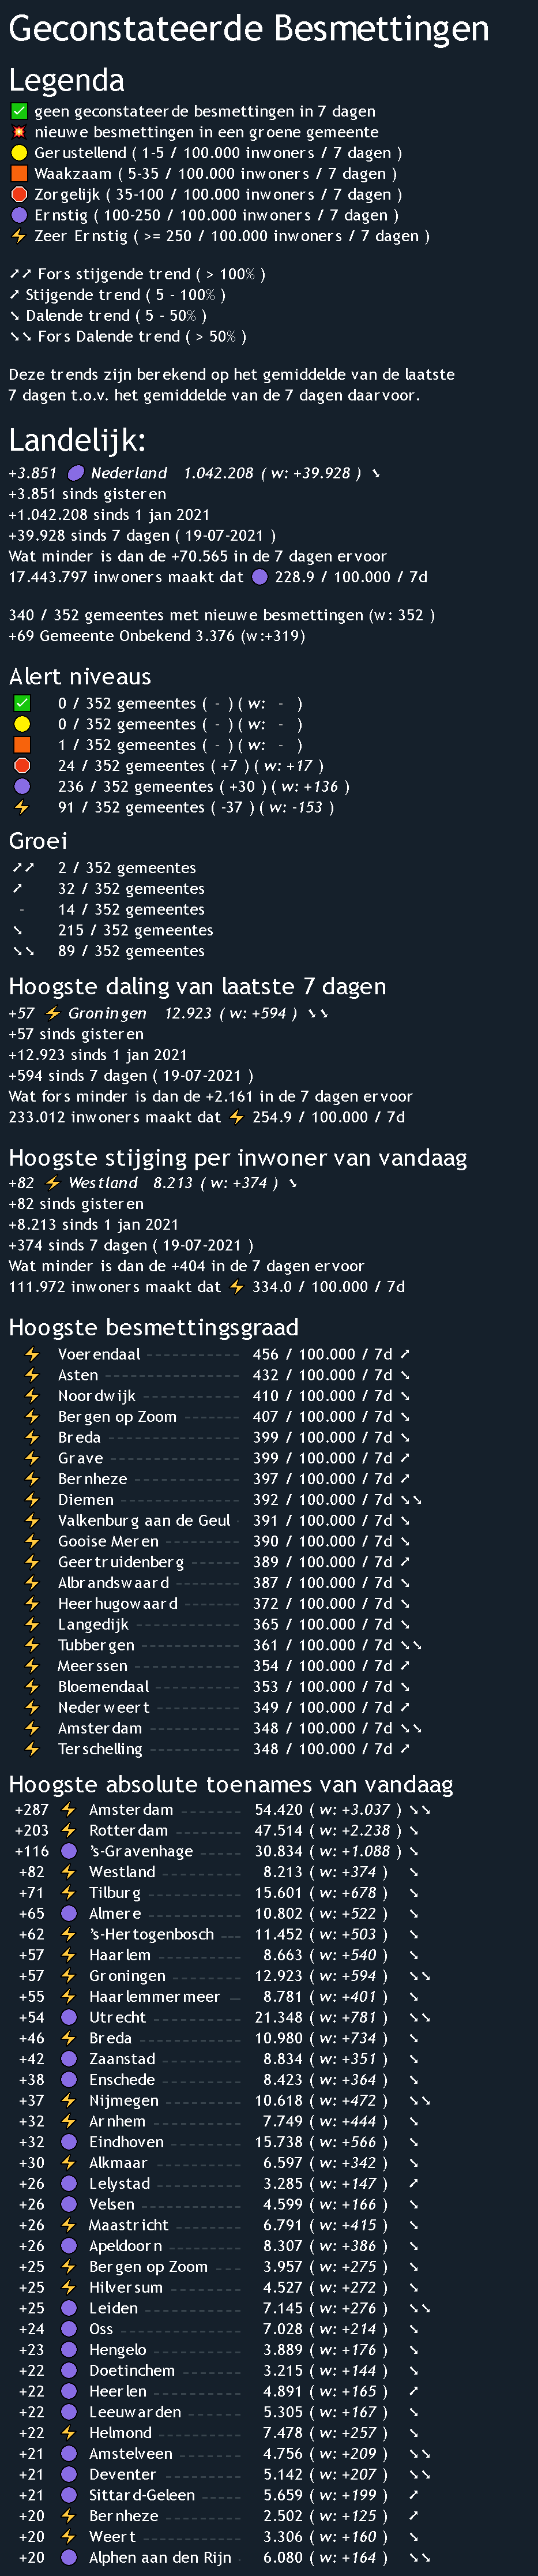 Geconstateerde Besmettingen
Legenda
✅ geen geconstateerde besmettingen in 7 dagen
💥 nieuwe besmettingen in een groene gemeente
🟡 Gerustellend ( 1-5 / 100.000 inwoners / 7 dagen )
🟧 Waakzaam ( 5-35 / 100.000 inwoners / 7 dagen )
🛑 Zorgelijk ( 35-100 / 100.000 inwoners / 7 dagen )
🟣 Ernstig ( 100-250 / 100.000 inwoners / 7 dagen )
⚡ Zeer Ernstig ( >= 250 / 100.000 inwoners / 7 dagen )
➚➚ Fors stijgende trend ( > 100% )
➚ Stijgende trend ( 5 - 100% )
➘ Dalende trend ( 5 - 50% )
➘➘ Fors Dalende trend ( > 50% )
Deze trends zijn berekend op het gemiddelde van de laatste
7 dagen t.o.v. het gemiddelde van de 7 dagen daarvoor.
Landelijk:
+3.851 🟣 Nederland 1.042.208 ( w: +39.928 ) ➘
+3.851 sinds gisteren
+1.042.208 sinds 1 jan 2021
+39.928 sinds 7 dagen ( 19-07-2021 )
Wat minder is dan de +70.565 in de 7 dagen ervoor
17.443.797 inwoners maakt dat 🟣 228.9 / 100.000 / 7d
340 / 352 gemeentes met nieuwe besmettingen (w: 352 )
+69 Gemeente Onbekend 3.376 (w:+319)
Alert niveaus
✅ 0 / 352 gemeentes ( - ) ( w: - )
🟡 0 / 352 gemeentes ( - ) ( w: - )
🟧 1 / 352 gemeentes ( - ) ( w: - )
🛑 24 / 352 gemeentes ( +7 ) ( w: +17 )
🟣 236 / 352 gemeentes ( +30 ) ( w: +136 )
⚡ 91 / 352 gemeentes ( -37 ) ( w: -153 )
Groei
➚➚ 2 / 352 gemeentes
➚ 32 / 352 gemeentes
- 14 / 352 gemeentes
➘ 215 / 352 gemeentes
➘➘ 89 / 352 gemeentes
Hoogste daling van laatste 7 dagen
+57 ⚡ Groningen 12.923 ( w: +594 ) ➘➘
+57 sinds gisteren
+12.923 sinds 1 jan 2021
+594 sinds 7 dagen ( 19-07-2021 )
Wat fors minder is dan de +2.161 in de 7 dagen ervoor
233.012 inwoners maakt dat ⚡ 254.9 / 100.000 / 7d
Hoogste stijging per inwoner van vandaag
+82 ⚡ Westland 8.213 ( w: +374 ) ➘
+82 sinds gisteren
+8.213 sinds 1 jan 2021
+374 sinds 7 dagen ( 19-07-2021 )
Wat minder is dan de +404 in de 7 dagen ervoor
111.972 inwoners maakt dat ⚡ 334.0 / 100.000 / 7d
Hoogste besmettingsgraad
⚡ Voerendaal 456 / 100.000 / 7d ➚
⚡ Asten 432 / 100.000 / 7d ➘
⚡ Noordwijk 410 / 100.000 / 7d ➘
⚡ Bergen op Zoom 407 / 100.000 / 7d ➘
⚡ Breda 399 / 100.000 / 7d ➘
⚡ Grave 399 / 100.000 / 7d ➚
⚡ Bernheze 397 / 100.000 / 7d ➚
⚡ Diemen 392 / 100.000 / 7d ➘➘
⚡ Valkenburg aan de Geul 391 / 100.000 / 7d ➘
⚡ Gooise Meren 390 / 100.000 / 7d ➘
⚡ Geertruidenberg 389 / 100.000 / 7d ➚
⚡ Albrandswaard 387 / 100.000 / 7d ➘
⚡ Heerhugowaard 372 / 100.000 / 7d ➘
⚡ Langedijk 365 / 100.000 / 7d ➘
⚡ Tubbergen 361 / 100.000 / 7d ➘➘
⚡ Meerssen 354 / 100.000 / 7d ➚
⚡ Bloemendaal 353 / 100.000 / 7d ➘
⚡ Nederweert 349 / 100.000 / 7d ➚
⚡ Amsterdam 348 / 100.000 / 7d ➘➘
⚡ Terschelling 348 / 100.000 / 7d ➚
Hoogste absolute toenames van vandaag
+287 ⚡ Amsterdam 54.420 ( w: +3.037 ) ➘➘
+203 ⚡ Rotterdam 47.514 ( w: +2.238 ) ➘
+116 🟣 's-Gravenhage 30.834 ( w: +1.088 ) ➘
+82 ⚡ Westland 8.213 ( w: +374 ) ➘
+71 ⚡ Tilburg 15.601 ( w: +678 ) ➘
+65 🟣 Almere 10.802 ( w: +522 ) ➘
+62 ⚡ 's-Hertogenbosch 11.452 ( w: +503 ) ➘
+57 ⚡ Haarlem 8.663 ( w: +540 ) ➘
+57 ⚡ Groningen 12.923 ( w: +594 ) ➘➘
+55 ⚡ Haarlemmermeer 8.781 ( w: +401 ) ➘
+54 🟣 Utrecht 21.348 ( w: +781 ) ➘➘
+46 ⚡ Breda 10.980 ( w: +734 ) ➘
+42 🟣 Zaanstad 8.834 ( w: +351 ) ➘
+38 🟣 Enschede 8.423 ( w: +364 ) ➘
+37 ⚡ Nijmegen 10.618 ( w: +472 ) ➘➘
+32 ⚡ Arnhem 7.749 ( w: +444 ) ➘
+32 🟣 Eindhoven 15.738 ( w: +566 ) ➘
+30 ⚡ Alkmaar 6.597 ( w: +342 ) ➘
+26 🟣 Lelystad 3.285 ( w: +147 ) ➚
+26 🟣 Velsen 4.599 ( w: +166 ) ➘
+26 ⚡ Maastricht 6.791 ( w: +415 ) ➘
+26 🟣 Apeldoorn 8.307 ( w: +386 ) ➘
+25 ⚡ Bergen op Zoom 3.957 ( w: +275 ) ➘
+25 ⚡ Hilversum 4.527 ( w: +272 ) ➘
+25 🟣 Leiden 7.145 ( w: +276 ) ➘➘
+24 🟣 Oss 7.028 ( w: +214 ) ➘
+23 🟣 Hengelo 3.889 ( w: +176 ) ➘
+22 🟣 Doetinchem 3.215 ( w: +144 ) ➘
+22 🟣 Heerlen 4.891 ( w: +165 ) ➚
+22 🟣 Leeuwarden 5.305 ( w: +167 ) ➘
+22 ⚡ Helmond 7.478 ( w: +257 ) ➘
+21 🟣 Amstelveen 4.756 ( w: +209 ) ➘➘
+21 🟣 Deventer 5.142 ( w: +207 ) ➘➘
+21 🟣 Sittard-Geleen 5.659 ( w: +199 ) ➚
+20 ⚡ Bernheze 2.502 ( w: +125 ) ➚
+20 ⚡ Weert 3.306 ( w: +160 ) ➘
+20 🟣 Alphen aan den Rijn 6.080 ( w: +164 ) ➘➘